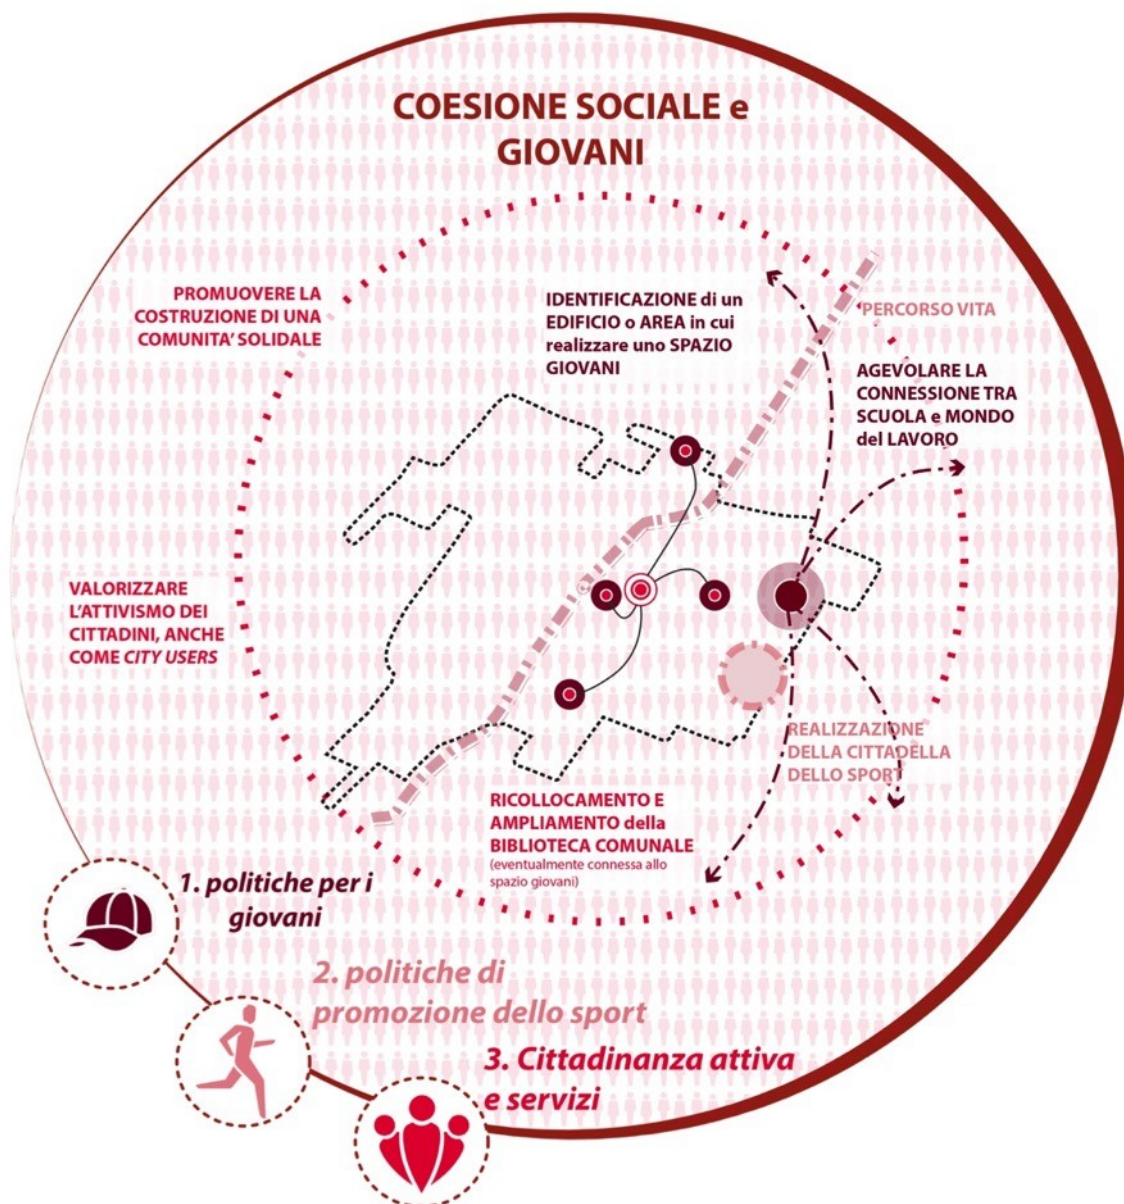 COESIONE SOCIALE e
GIOVANI
PROMUOVERE LA
COSTRUZIONE DI UNA
COMUNITA' SOLIDALE
IDENTIFICAZIONE di un
EDIFICIO o AREA in cui
realizzare uno SPAZIO
GIOVANI
PERCORSO VITA
AGEVOLARE LA
CONNESSIONE TRA
SCUOLA e MONDO
del LAVORO
VALORIZZARE
L'ATTIVISMO DEI
CITTADINI, ANCHE
COME CITY USERS
REALIZZAZIONE
DELLA CITTADELLA
DELLO SPORT
RICOLLOCAMENTO E
AMPLIAMENTO della
BIBLIOTECA COMUNALE
(eventualmente connessa allo
spazio giovani)
1. politiche per i
giovani
2. politiche di
promozione dello sport
3. Cittadinanza attiva
e servizi